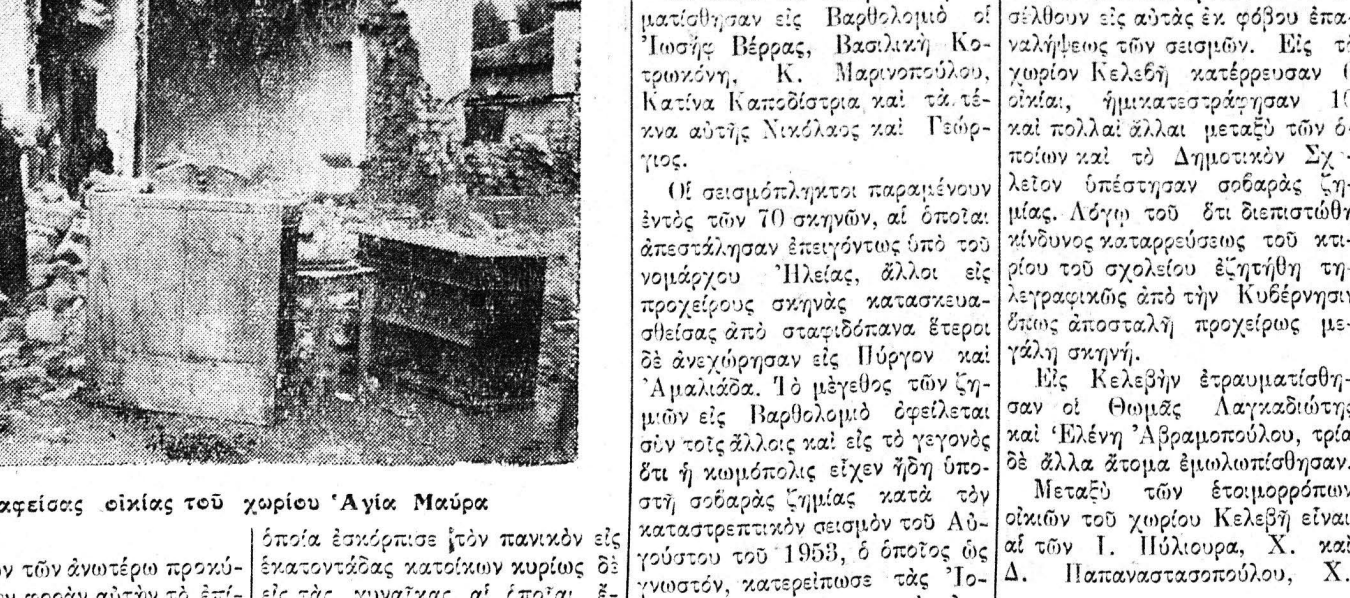 αφείσας οἰκίας τοῦ χωρίου Ἁγία Μαύρα
ν τῶν ἀνωτέρω προκύ-
ὁποία ἐσκόρπισε τὸν πανικὸν εἰς
ἑκατοντάδας κατοίκων κυρίως δὲ
ματίσθησαν εἰς Βαρθολομιὸ οἱ
Ἰωσὴφ Βέρρας, Βασιλικὴ Κο-
τρωκόνη, Κ. Μαρινοπούλου,
Κατίνα Καποδίστρια καὶ τὰ τέ-
κνα αὐτῆς Νικόλαος καὶ Γεώρ-
γιος.
Οἱ σεισμόπληκτοι παραμένουν
ἐντὸς τῶν 70 σκηνῶν, αἱ ὁποῖαι
ἀπεστάλησαν ἐπειγόντως ὑπὸ τοῦ
νομάρχου Ἠλείας, ἄλλοι εἰς
προχείρους σκηνὰς κατασκευα-
σθείσας ἀπὸ σταφιδόπανα ἕτεροι
δὲ ἀνεχώρησαν εἰς Πύργον καὶ
Ἀμαλιάδα. Τὸ μέγεθος τῶν ζη-
μιῶν εἰς Βαρθολομιὸ ὀφείλεται
σὺν τοῖς ἄλλοις καὶ εἰς τὸ γεγονὸς
ὅτι ἡ κωμόπολις εἶχεν ἤδη ὑπο-
στῆ σοβαρὰς ζημίας κατὰ τὸν
καταστρεπτικὸν σεισμὸν τοῦ Αὐ-
γούστου τοῦ 1953, ὁ ὁποῖος ὡς
γνωστόν, κατερείπωσε τὰς Ἰο-
σέλθουν εἰς αὐτὰς ἐκ φόβου ἐπα-
ναλήψεως τῶν σεισμῶν. Εἰς τὸ
χωρίον Κελεβῆ κατέρρευσαν
οἰκίαι, ἡμικατεστράφησαν 10
καὶ πολλαὶ ἄλλαι μεταξὺ τῶν ὁ-
ποίων καὶ τὸ Δημοτικὸν Σχ -
λεῖον ὑπέστησαν σοβαρὰς ζη-
μίας. Λόγῳ τοῦ ὅτι διεπιστώθη
κίνδυνος καταρρεύσεως τοῦ κτι-
ρίου τοῦ σχολείου ἐζητήθη τη-
λεγραφικῶς ἀπὸ τὴν Κυβέρνησιν
ὅπως ἀποσταλῆ προχείρως με-
γάλη σκηνή.
Εἰς Κελεβὴν ἐτραυματίσθη-
σαν οἱ Θωμᾶς Λαγκαδιώτης
καὶ Ἑλένη Ἀβραμοπούλου, τρία
δὲ ἄλλα ἄτομα ἐμωλωπίσθησαν.
Μεταξὺ τῶν ἑτοιμορρόπων
οἰκιῶν τοῦ χωρίου Κελεβῆ εἶναι
αἱ τῶν Ι. Πύλιουρα, Χ. καὶ
Δ. Παπαναστασοπούλου, Χ.